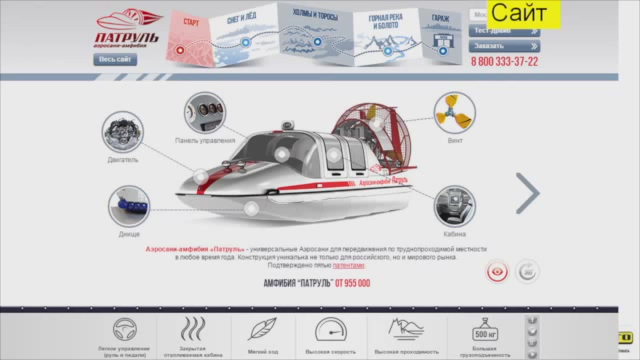 ПАТРУЛЬ
аэросани-амфибия
Весь сайт
СТАРТ
СНЕГ И ЛЁД
ХОЛМЫ И ТОРОСЫ
ГОРНАЯ РЕКА
И БОЛОТО
ГАРАЖ
Сайт
Тест-драйв
Заказать
8 800 333-37-22
Двигатель
Панель управления
Винт
Днище
Кабина
Аэросани-амфибия Патруль
Аэросани-амфибия «Патруль» - универсальные Аэросани для передвижения по труднопроходимой местности
в любое время года. Конструкция уникальна не только для российского, но и мирового рынка.
Подтверждено пятью патентами.
АМФИБИЯ “ПАТРУЛЬ” ОТ 955 000
Легкое управление
(руль и педали)
Закрытая
отапливаемая кабина
Мягкий ход
Высокая скорость
Высокая проходимость
500 кг
Большая
грузоподъемность